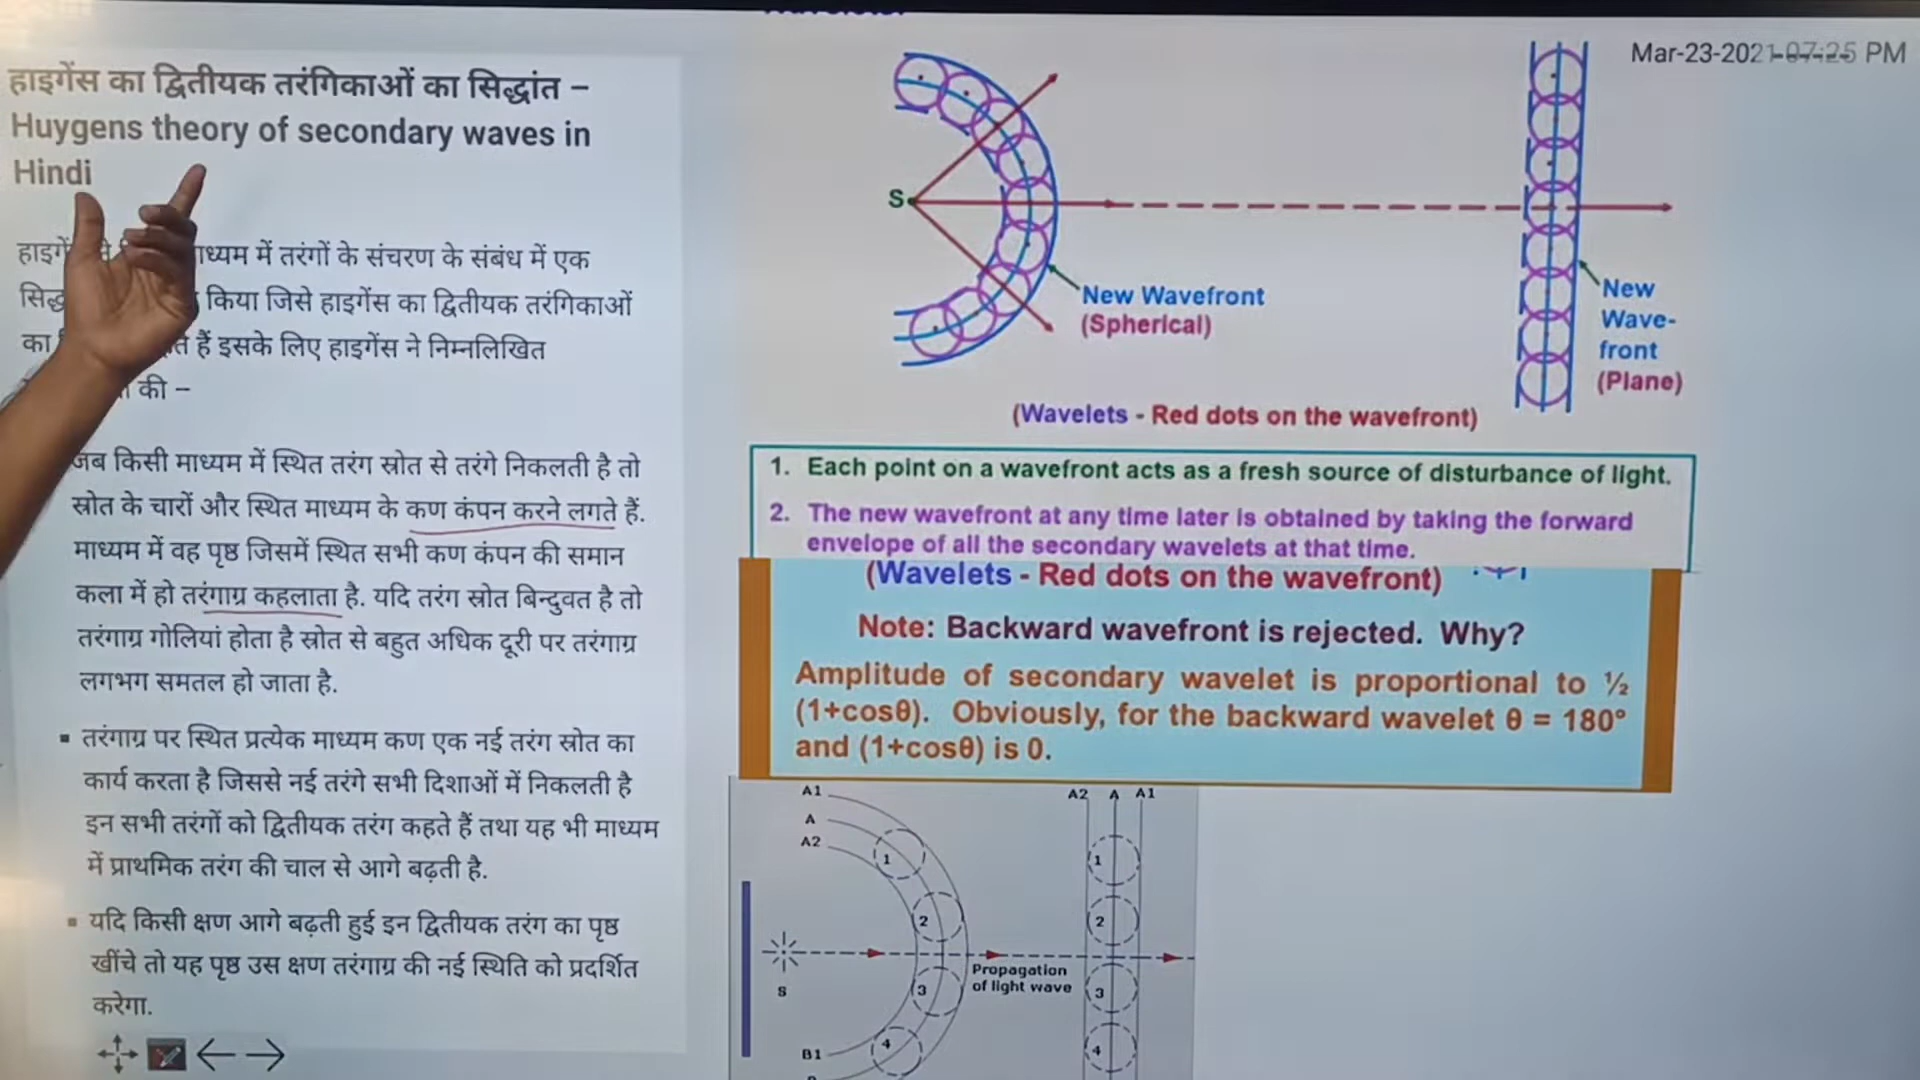 हाइगेंस का द्वितीयक तरंगिकाओं का सिद्धांत –
Huygens theory of secondary waves in
Hindi
माध्यम में तरंगों के संचरण के संबंध में एक
किया जिसे हाइगेंस का द्वितीयक तरंगिकाओं
का
हैं इसके लिए हाइगेंस ने निम्नलिखित
की –
जब किसी माध्यम में स्थित तरंग स्रोत से तरंगे निकलती है तो
स्रोत के चारों और स्थित माध्यम के कण कंपन करने लगते हैं.
माध्यम में वह पृष्ठ जिसमें स्थित सभी कण कंपन की समान
कला में हो तरंगाग्र कहलाता है. यदि तरंग स्रोत बिन्दुवत है तो
तरंगाग्र गोलियां होता है स्रोत से बहुत अधिक दूरी पर तरंगाग्र
लगभग समतल हो जाता है.
▪ तरंगाग्र पर स्थित प्रत्येक माध्यम कण एक नई तरंग स्रोत का
कार्य करता है जिससे नई तरंगे सभी दिशाओं में निकलती है
इन सभी तरंगों को द्वितीयक तरंग कहते हैं तथा यह भी माध्यम
में प्राथमिक तरंग की चाल से आगे बढ़ती है.
▪ यदि किसी क्षण आगे बढ़ती हुई इन द्वितीयक तरंग का पृष्ठ
खींचे तो यह पृष्ठ उस क्षण तरंगाग्र की नई स्थिति को प्रदर्शित
करेगा.
Mar-23-2021-07:25 PM
S
New Wavefront
(Spherical)
New
Wave-
front
(Plane)
(Wavelets - Red dots on the wavefront)
1. Each point on a wavefront acts as a fresh source of disturbance of light.
2. The new wavefront at any time later is obtained by taking the forward
envelope of all the secondary wavelets at that time.
(Wavelets - Red dots on the wavefront)
Note: Backward wavefront is rejected. Why?
Amplitude of secondary wavelet is proportional to ½
(1+cosθ). Obviously, for the backward wavelet θ = 180°
and (1+cosθ) is 0.
A1
A
A2
A2 A A1
1
2
3
4
1
2
3
4
S
Propagation
of light wave
B1